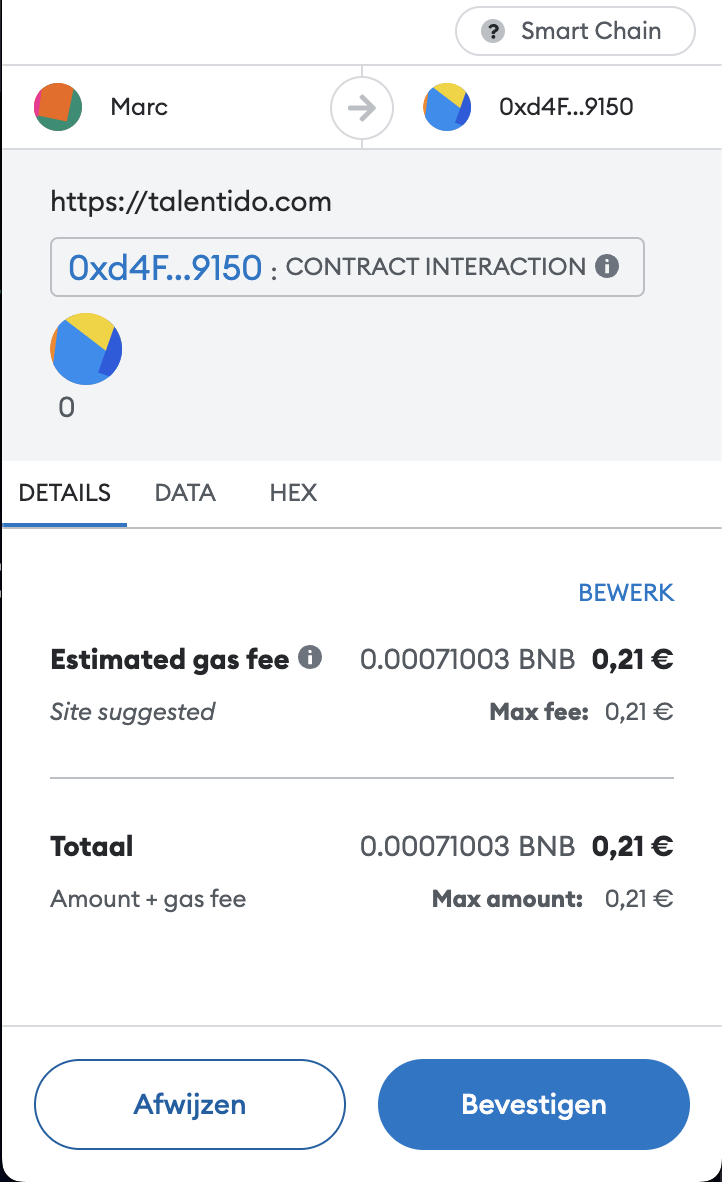 ? Smart Chain
Marc 0xd4F...9150
https://talentido.com
0xd4F...9150 : CONTRACT INTERACTION i
0
DETAILS DATA HEX
BEWERK
Estimated gas fee i 0.00071003 BNB 0,21 €
Site suggested Max fee: 0,21 €
Totaal 0.00071003 BNB 0,21 €
Amount + gas fee Max amount: 0,21 €
Afwijzen Bevestigen